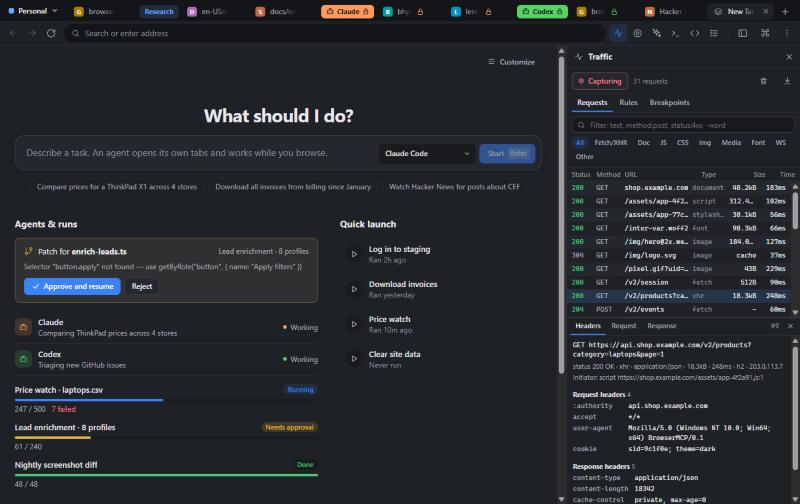 Personal
browse
Research
en-US/
docs/sv
Claude
bhp
lenc
Codex
bro
Hacker
New Tab
Search or enter address
Customize
What should I do?
Describe a task. An agent opens its own tabs and works while you browse.
Claude Code
Start Enter
Compare prices for a ThinkPad X1 across 4 stores
Download all invoices from billing since January
Watch Hacker News for posts about CEF
Agents & runs
Patch for enrich-leads.ts
Lead enrichment · 8 profiles
Selector "button.apply" not found — use getByRole("button", { name: "Apply filters" })
Approve and resume
Reject
Claude
Comparing ThinkPad prices across 4 stores
Working
Codex
Triaging new GitHub issues
Working
Price watch · laptops.csv
Running
247 / 500 7 failed
Lead enrichment · 8 profiles
Needs approval
61 / 240
Nightly screenshot diff
Done
48 / 48
Quick launch
Log in to staging
Ran 2h ago
Download invoices
Ran yesterday
Price watch
Ran 10m ago
Clear site data
Never run
Traffic
Capturing
31 requests
Requests Rules Breakpoints
Filter: text, method:post, status:4xx, -word
All Fetch/XHR Doc JS CSS Img Media Font WS
Other
Status Method URL Type Size Time
200 GET shop.example.com document 48.2kB 183ms
200 GET /assets/app-4f2… script 312.4… 102ms
200 GET /assets/app-77c… stylesh… 38.1kB 56ms
200 GET /inter-var.woff2 font 98.3kB 66ms
200 GET /img/hero@2x.we… image 184.0… 127ms
304 GET /img/logo.svg image cache 37ms
200 GET /pixel.gif?uid=… image 43B 229ms
200 GET /v2/session fetch 512B 90ms
200 GET /v2/products?ca… xhr 18.3kB 248ms
204 POST /v2/events fetch – 60ms
Headers Request Response
#9
GET https://api.shop.example.com/v2/products?
category=laptops&page=1
status 200 OK · xhr · application/json · 18.3kB · 248ms · h2 · 203.0.113.7
Initiator: script https://shop.example.com/assets/app-4f2a91.js:1
Request headers 4
:authority api.shop.example.com
accept */*
user-agent Mozilla/5.0 (Windows NT 10.0; Win64;
x64) BrowserMCP/0.1
cookie sid=9c1f0e; theme=dark
Response headers 5
content-type application/json
content-length 18342
cache-control private, max-age=0